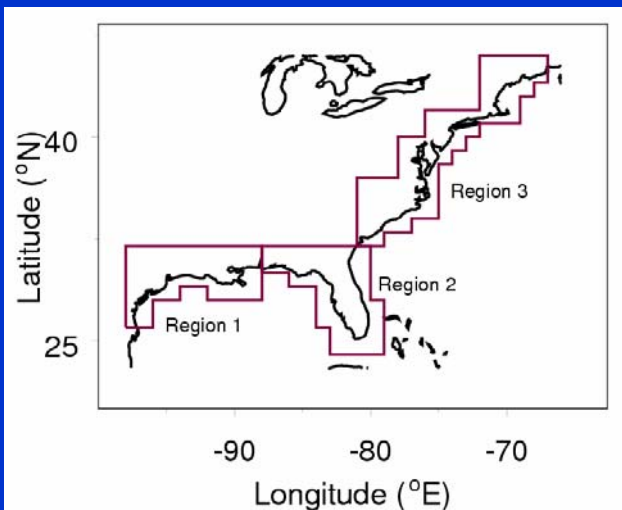 40
Latitude (°N)
Region 3
Region 2
Region 1
25
-90 -80 -70
Longitude (°E)